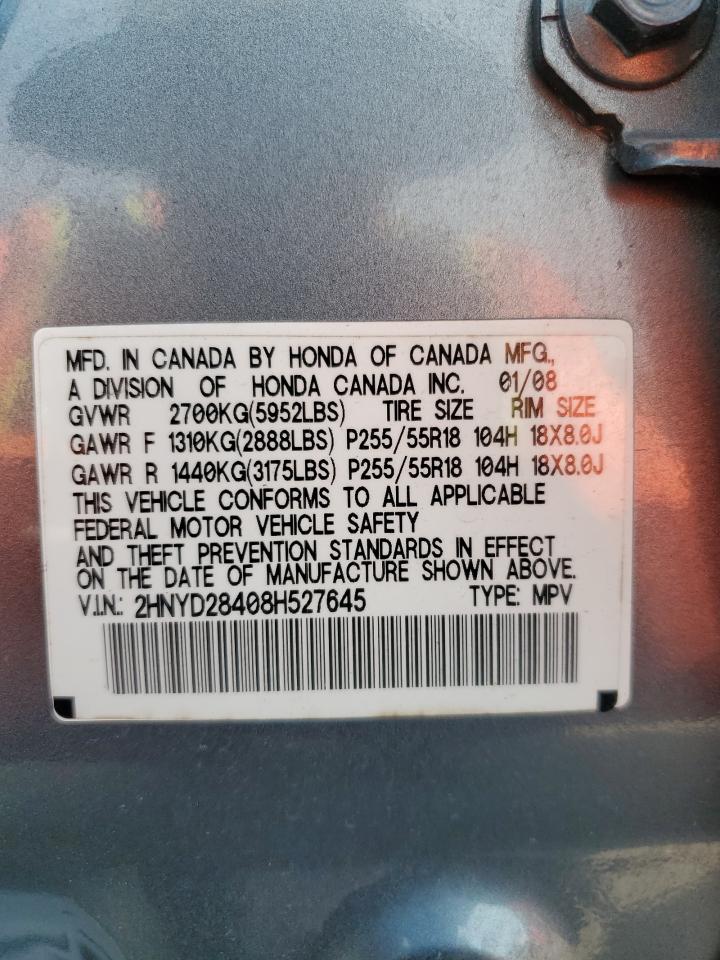 MFD. IN CANADA BY HONDA OF CANADA MFG.,
A DIVISION OF HONDA CANADA INC. 01/08
GVWR 2700KG(5952LBS) TIRE SIZE RIM SIZE
GAWR F 1310KG(2888LBS) P255/55R18 104H 18X8.0J
GAWR R 1440KG(3175LBS) P255/55R18 104H 18X8.0J
THIS VEHICLE CONFORMS TO ALL APPLICABLE
FEDERAL MOTOR VEHICLE SAFETY
AND THEFT PREVENTION STANDARDS IN EFFECT
ON THE DATE OF MANUFACTURE SHOWN ABOVE.
V.I.N.: 2HNYD28408H527645 TYPE: MPV